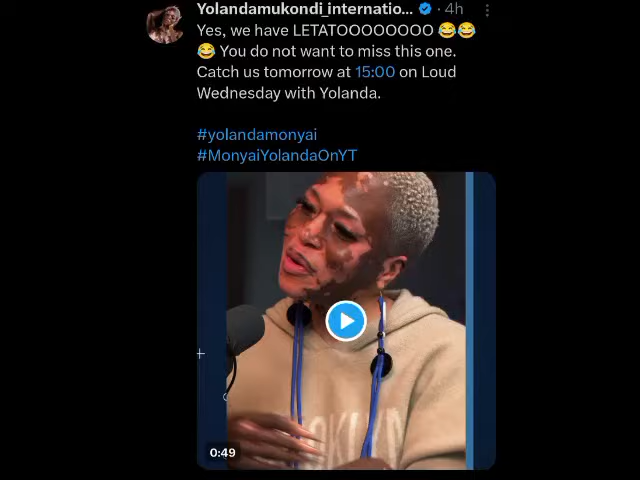 Yolandamukondi_internatio... · 4h
Yes, we have LETATOOOOOOOO 😂😂
😂 You do not want to miss this one.
Catch us tomorrow at 15:00 on Loud
Wednesday with Yolanda.
#yolandamonyai
#MonyaiYolandaOnYT
0:49